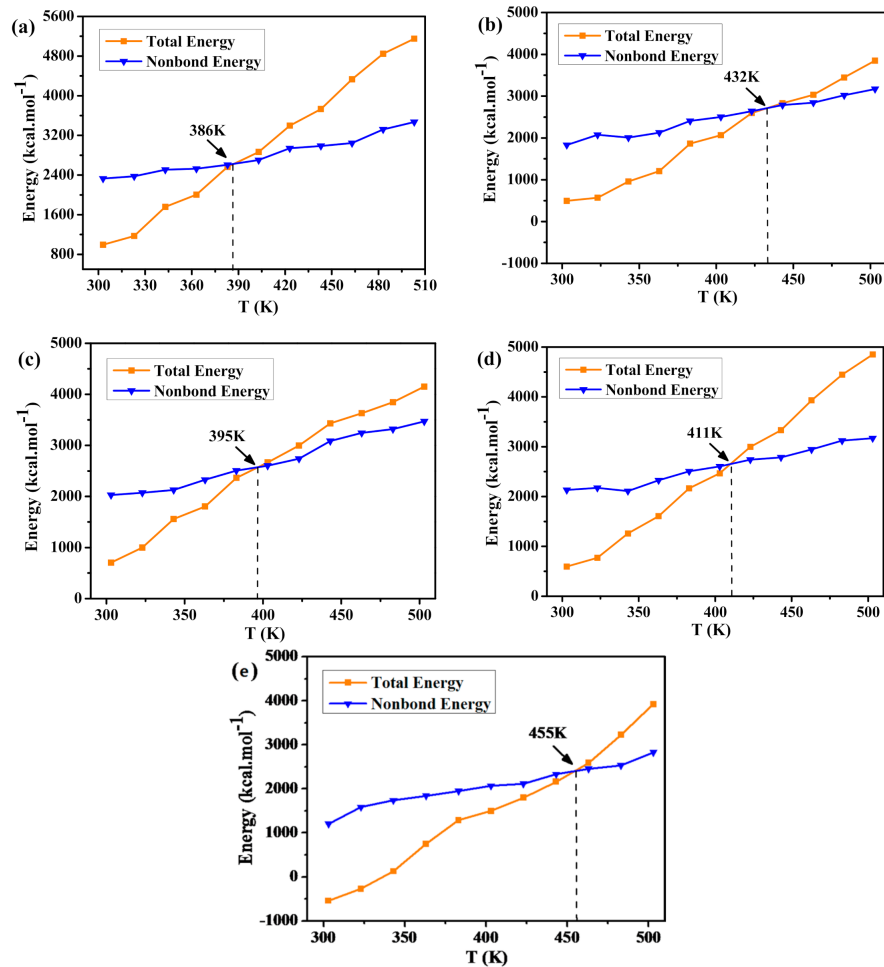 (a)
Total Energy
Nonbond Energy
386K
Energy (kcal.mol⁻¹)
5600
4800
4000
3200
2400
1600
800
300 330 360 390 420 450 480 510
T (K)
(b)
Total Energy
Nonbond Energy
432K
Energy (kcal.mol⁻¹)
5000
4000
3000
2000
1000
0
-1000
300 350 400 450 500
T (K)
(c)
Total Energy
Nonbond Energy
395K
Energy (kcal.mol⁻¹)
5000
4000
3000
2000
1000
0
300 350 400 450 500
T (K)
(d)
Total Energy
Nonbond Energy
411K
Energy (kcal.mol⁻¹)
5000
4000
3000
2000
1000
0
300 350 400 450 500
T (K)
(e)
Total Energy
Nonbond Energy
455K
Energy (kcal.mol⁻¹)
5000
4000
3000
2000
1000
0
-1000
300 350 400 450 500
T (K)